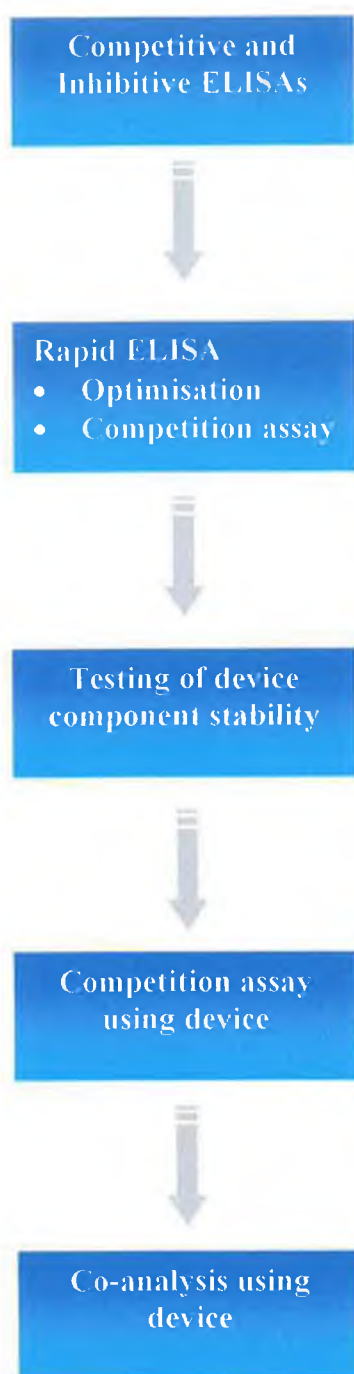 Competitive and
Inhibitive ELISAs
Rapid ELISA
• Optimisation
• Competition assay
Testing of device
component stability
Competition assay
using device
Co-analysis using
device